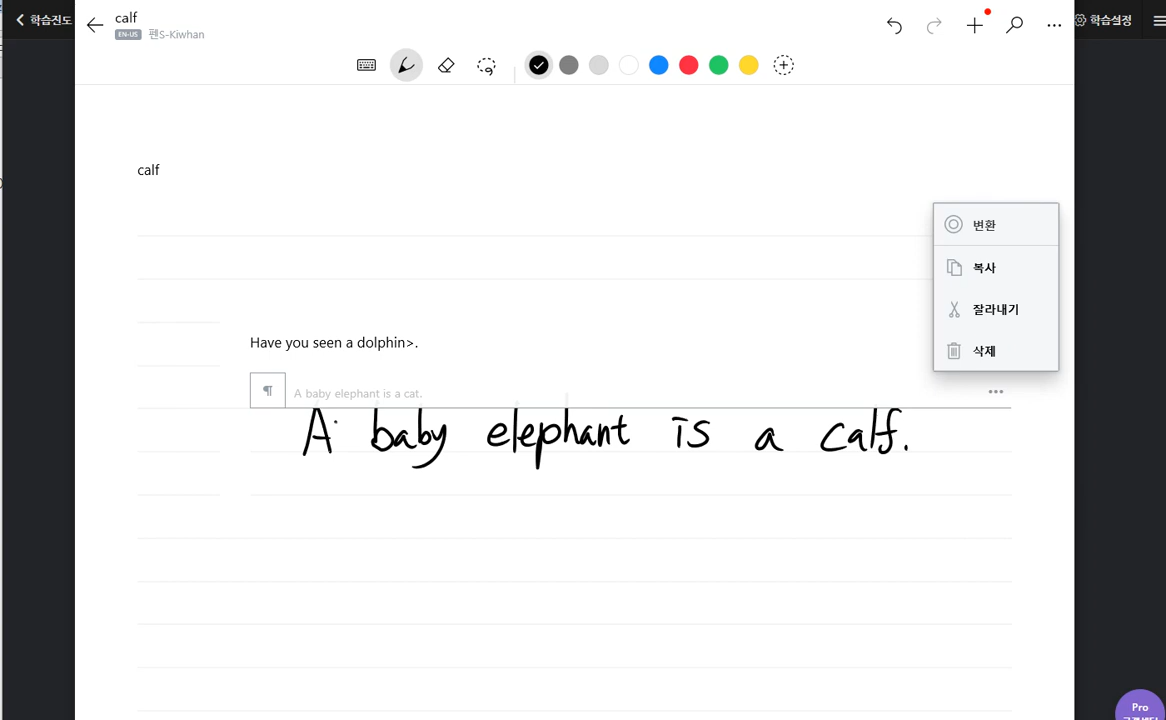 학습진도
calf
EN-US 펜S-Kiwhan
학습설정
calf
변환
복사
잘라내기
삭제
Have you seen a dolphin>.
¶ A baby elephant is a cat.
A baby elephant is a calf.
Pro